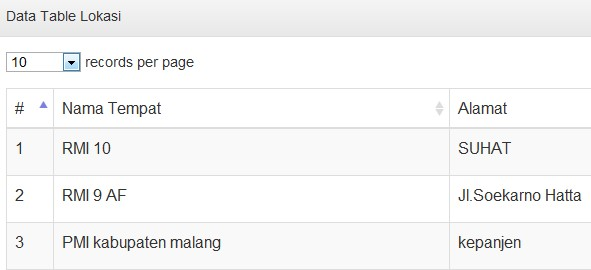 Data Table Lokasi
10 records per page
# Nama Tempat Alamat
1 RMI 10 SUHAT
2 RMI 9 AF Jl.Soekarno Hatta
3 PMI kabupaten malang kepanjen